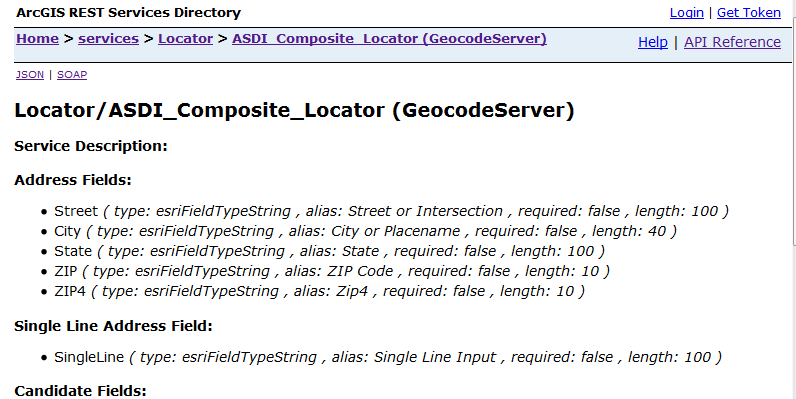 ArcGIS REST Services Directory
Login | Get Token
Home > services > Locator > ASDI_Composite_Locator (GeocodeServer)
Help | API Reference
JSON | SOAP
Locator/ASDI_Composite_Locator (GeocodeServer)
Service Description:
Address Fields:
• Street ( type: esriFieldTypeString , alias: Street or Intersection , required: false , length: 100 )
• City ( type: esriFieldTypeString , alias: City or Placename , required: false , length: 40 )
• State ( type: esriFieldTypeString , alias: State , required: false , length: 100 )
• ZIP ( type: esriFieldTypeString , alias: ZIP Code , required: false , length: 10 )
• ZIP4 ( type: esriFieldTypeString , alias: Zip4 , required: false , length: 10 )
Single Line Address Field:
• SingleLine ( type: esriFieldTypeString , alias: Single Line Input , required: false , length: 100 )
Candidate Fields: